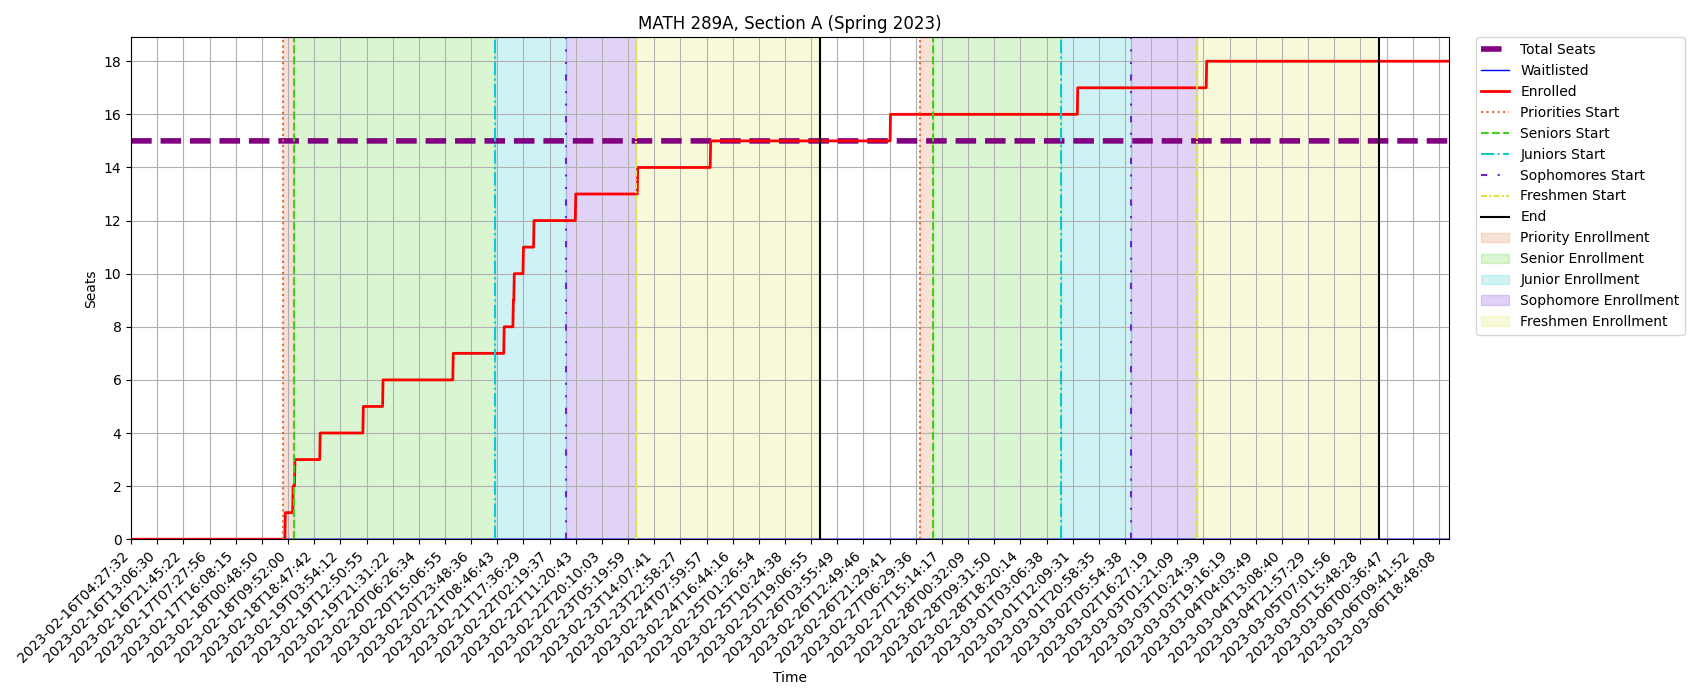 MATH 289A, Section A (Spring 2023)
Seats
18
16
14
12
10
8
6
4
2
0
2023-02-16T04:27:32
2023-02-16T13:06:30
2023-02-16T21:45:22
2023-02-17T07:27:56
2023-02-17T16:08:15
2023-02-18T00:48:50
2023-02-18T09:52:00
2023-02-18T18:47:42
2023-02-19T03:54:12
2023-02-19T12:50:55
2023-02-19T21:31:22
2023-02-20T06:26:34
2023-02-20T15:06:55
2023-02-20T23:48:36
2023-02-21T08:46:43
2023-02-21T17:36:29
2023-02-22T02:19:37
2023-02-22T11:20:43
2023-02-22T20:10:03
2023-02-23T05:19:59
2023-02-23T14:07:41
2023-02-23T22:58:27
2023-02-24T07:59:57
2023-02-24T16:44:16
2023-02-25T01:26:54
2023-02-25T10:24:38
2023-02-25T19:06:55
2023-02-26T03:55:49
2023-02-26T12:49:46
2023-02-26T21:29:41
2023-02-27T06:29:36
2023-02-27T15:14:17
2023-02-28T00:32:09
2023-02-28T09:31:50
2023-02-28T18:20:14
2023-03-01T03:06:38
2023-03-01T12:09:31
2023-03-01T20:58:35
2023-03-02T05:54:38
2023-03-02T16:27:19
2023-03-03T01:21:09
2023-03-03T10:24:39
2023-03-03T19:16:19
2023-03-04T04:03:49
2023-03-04T13:08:40
2023-03-04T21:57:29
2023-03-05T07:01:56
2023-03-05T15:48:28
2023-03-06T00:36:47
2023-03-06T09:41:52
2023-03-06T18:48:08
Time
Total Seats
Waitlisted
Enrolled
Priorities Start
Seniors Start
Juniors Start
Sophomores Start
Freshmen Start
End
Priority Enrollment
Senior Enrollment
Junior Enrollment
Sophomore Enrollment
Freshmen Enrollment